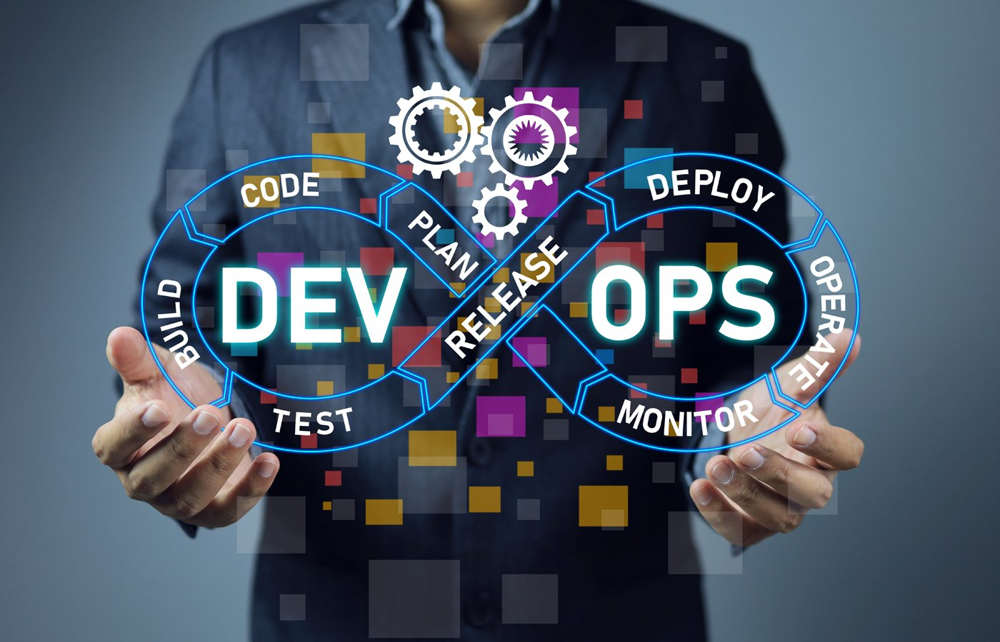 CODE
DEPLOY
PLAN
RELEASE
OPERATE
DEV
OPS
BUILD
TEST
MONITOR